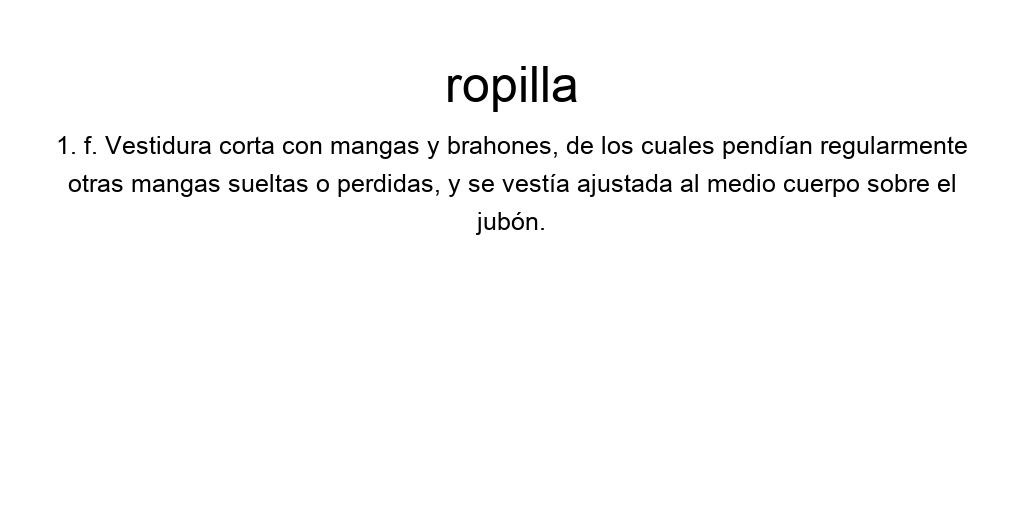 ropilla
1. f. Vestidura corta con mangas y brahones, de los cuales pendían regularmente
otras mangas sueltas o perdidas, y se vestía ajustada al medio cuerpo sobre el
jubón.